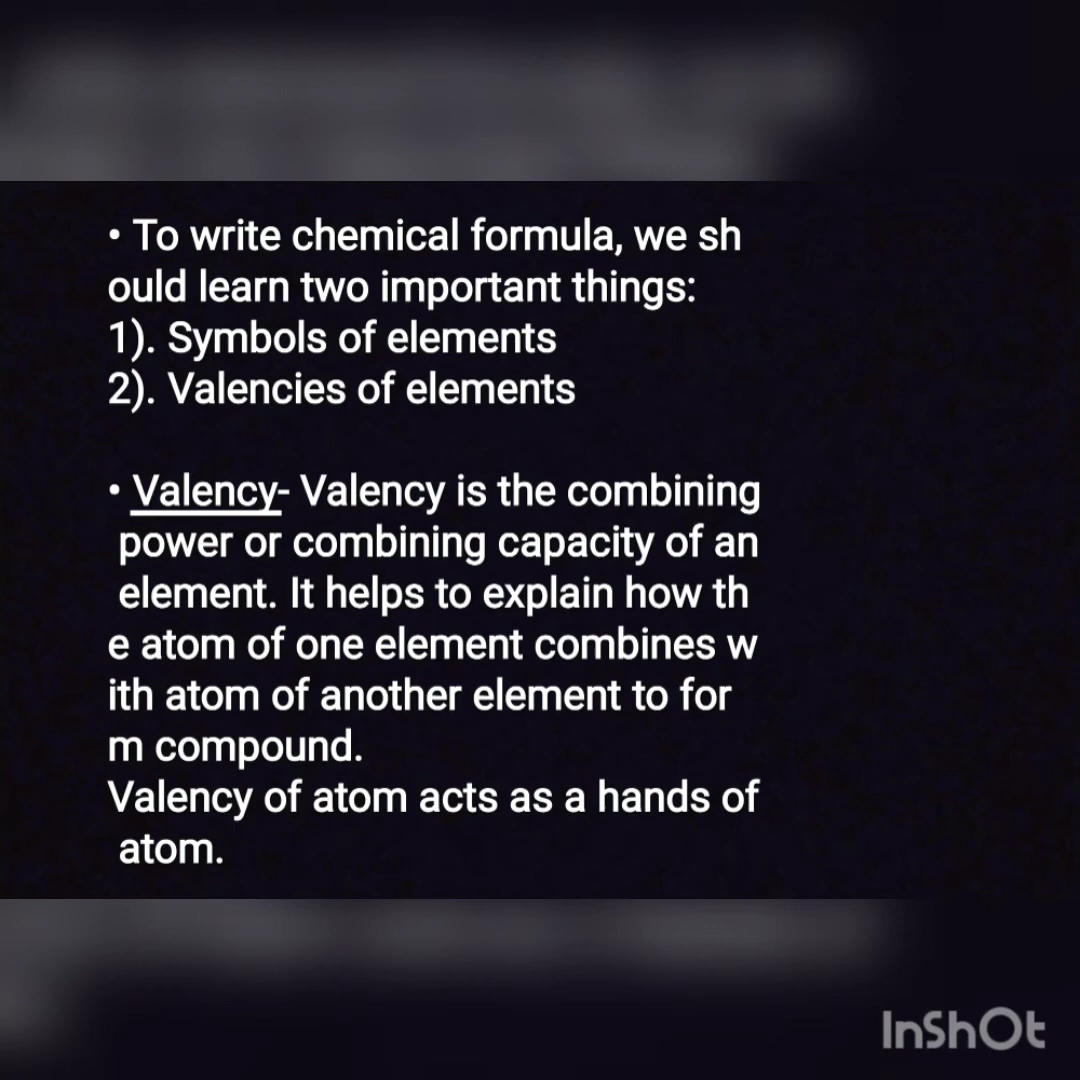 • To write chemical formula, we sh
ould learn two important things:
1). Symbols of elements
2). Valencies of elements
• Valency- Valency is the combining
power or combining capacity of an
element. It helps to explain how th
e atom of one element combines w
ith atom of another element to for
m compound.
Valency of atom acts as a hands of
atom.
InShOt